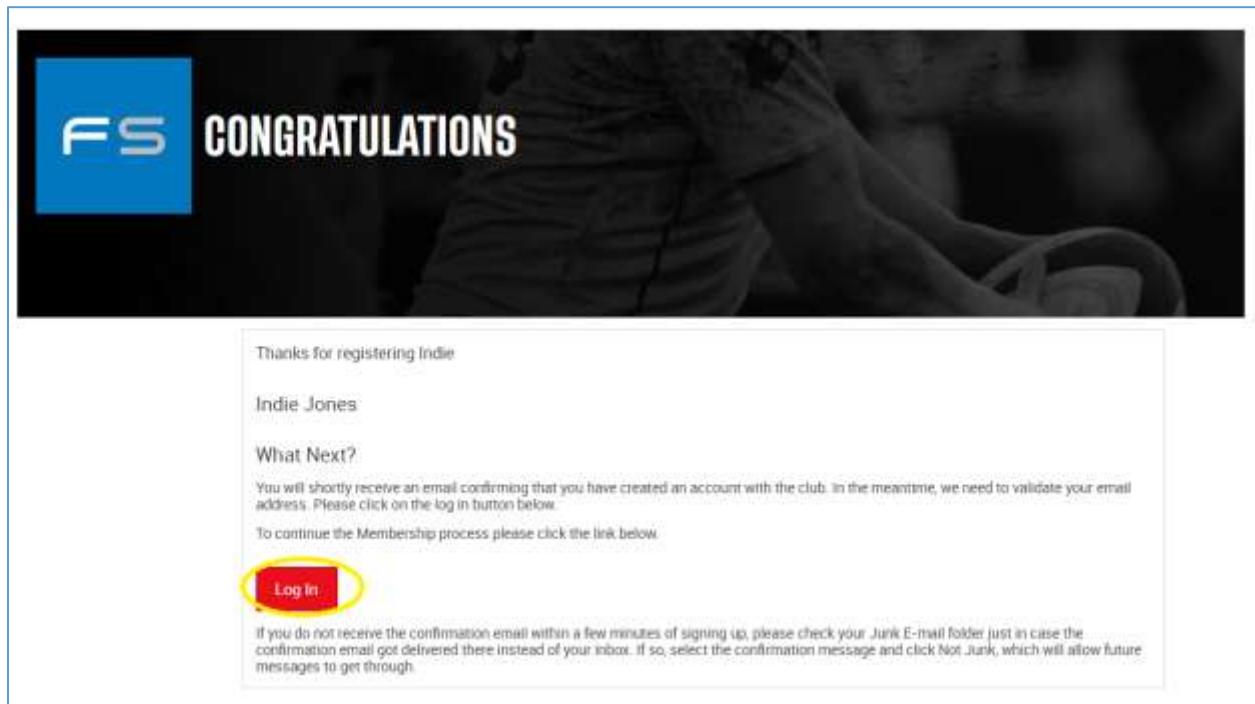 FS
CONGRATULATIONS
Thanks for registering Indie
Indie Jones
What Next?
You will shortly receive an email confirming that you have created an account with the club. In the meantime, we need to validate your email
address. Please click on the log in button below.
To continue the Membership process please click the link below.
Log In
If you do not receive the confirmation email within a few minutes of signing up, please check your Junk E-mail folder just in case the
confirmation email got delivered there instead of your inbox. If so, select the confirmation message and click Not Junk, which will allow future
messages to get through.